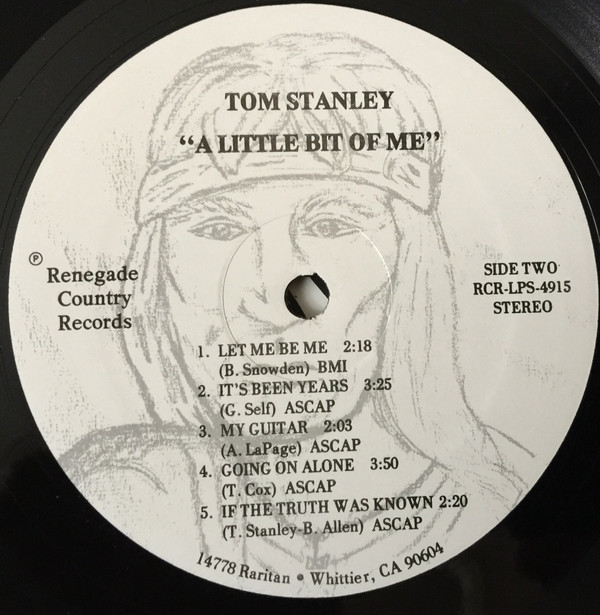 TOM STANLEY
“A LITTLE BIT OF ME”
℗ Renegade
Country
Records
SIDE TWO
RCR-LPS-4915
STEREO
1. LET ME BE ME 2:18
(B. Snowden) BMI
2. IT'S BEEN YEARS 3:25
(G. Self) ASCAP
3. MY GUITAR 2:03
(A. LaPage) ASCAP
4. GOING ON ALONE 3:50
(T. Cox) ASCAP
5. IF THE TRUTH WAS KNOWN 2:20
(T. Stanley-B. Allen) ASCAP
14778 Raritan • Whittier, CA 90604